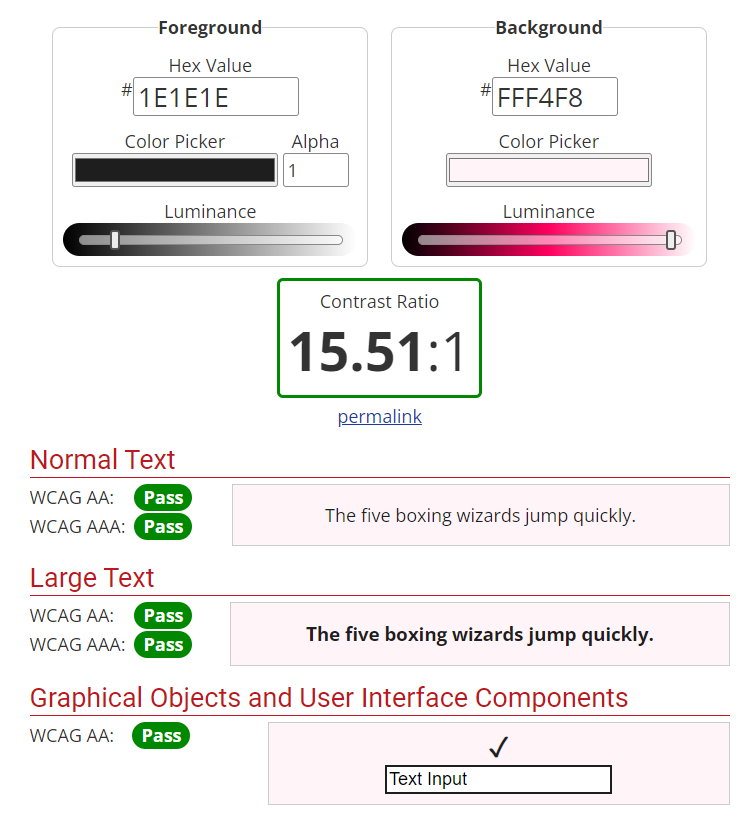 Foreground
Hex Value
# 1E1E1E
Color Picker
Alpha
1
Luminance
Background
Hex Value
# FFF4F8
Color Picker
Luminance
Contrast Ratio
15.51:1
permalink
Normal Text
WCAG AA: Pass
WCAG AAA: Pass
The five boxing wizards jump quickly.
Large Text
WCAG AA: Pass
WCAG AAA: Pass
The five boxing wizards jump quickly.
Graphical Objects and User Interface Components
WCAG AA: Pass
✓
Text Input